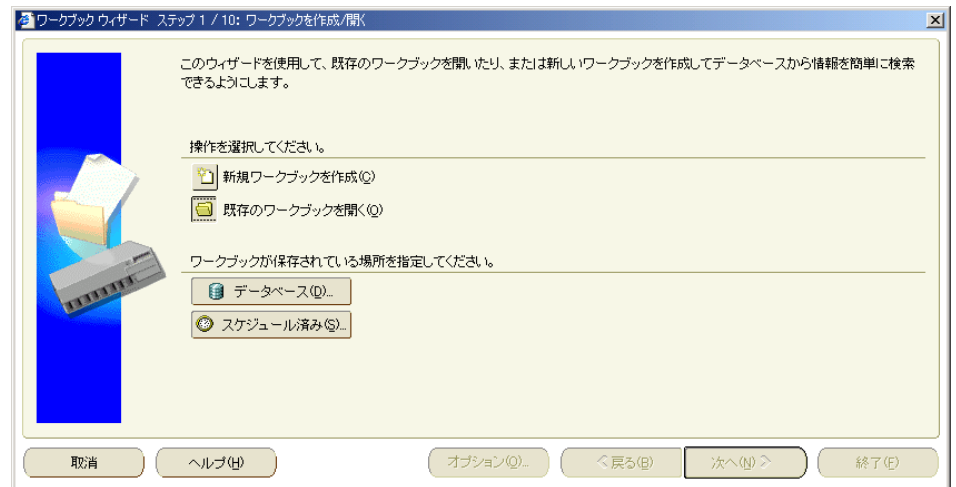 ワークブック ウィザード ステップ 1 / 10: ワークブックを作成/開く
このウィザードを使用して、既存のワークブックを開いたり、または新しいワークブックを作成してデータベースから情報を簡単に検索
できるようにします。
操作を選択してください。
新規ワークブックを作成(C)
既存のワークブックを開く(O)
ワークブックが保存されている場所を指定してください。
データベース(D)...
スケジュール済み(S)...
取消 ヘルプ(H) オプション(O)... <戻る(B) 次へ(N)> 終了(F)